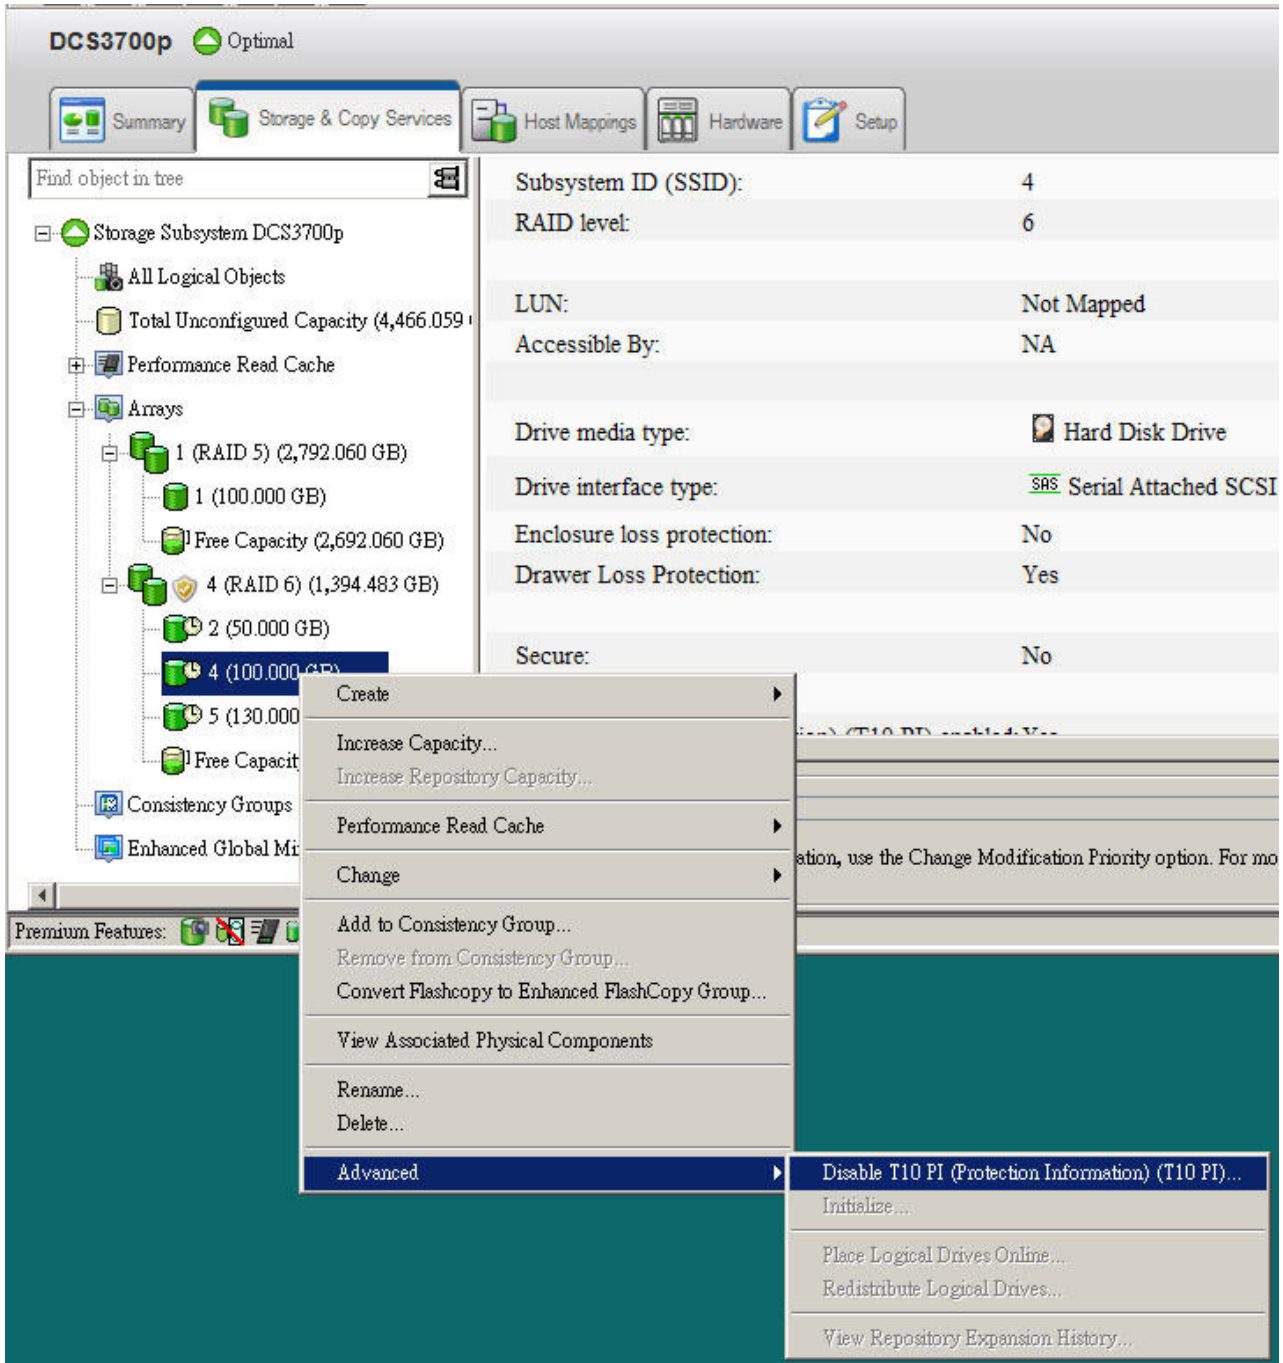 DCS3700p Optimal
Summary Storage & Copy Services Host Mappings Hardware Setup
Find object in tree
Storage Subsystem DCS3700p
All Logical Objects
Total Unconfigured Capacity (4,466.059
Performance Read Cache
Arrays
1 (RAID 5) (2,792.060 GB)
1 (100.000 GB)
Free Capacity (2,692.060 GB)
4 (RAID 6) (1,394.483 GB)
2 (50.000 GB)
4 (100.000 GB)
5 (130.000
Free Capacit
Consistency Groups
Enhanced Global Mi
Premium Features:
Subsystem ID (SSID): 4
RAID level: 6
LUN: Not Mapped
Accessible By: NA
Drive media type: Hard Disk Drive
Drive interface type: SAS Serial Attached SCSI
Enclosure loss protection: No
Drawer Loss Protection: Yes
Secure: No
(T10 PI) enabled: Yes
ation, use the Change Modification Priority option. For mo
Create
Increase Capacity...
Increase Repository Capacity...
Performance Read Cache
Change
Add to Consistency Group...
Remove from Consistency Group...
Convert Flashcopy to Enhanced FlashCopy Group...
View Associated Physical Components
Rename...
Delete...
Advanced
Disable T10 PI (Protection Information) (T10 PI)...
Initialize...
Place Logical Drives Online...
Redistribute Logical Drives...
View Repository Expansion History...